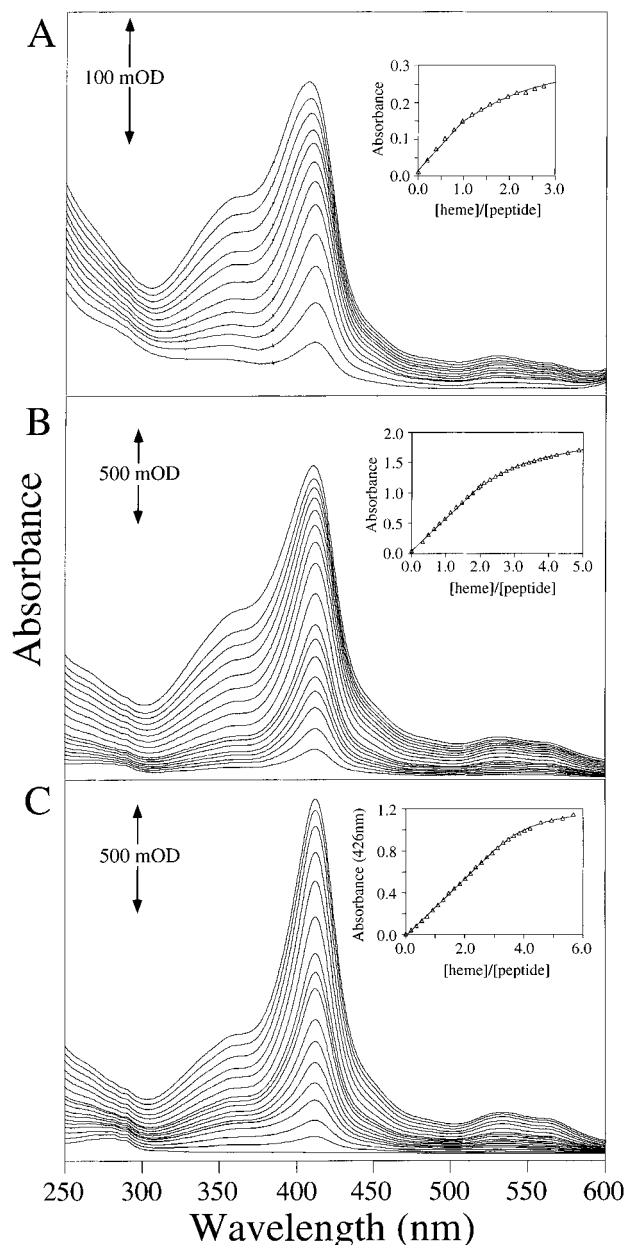 A
100 mOD
0.3
0.2
0.1
0.0
Absorbance
0.0 1.0 2.0 3.0
[heme]/[peptide]
B
500 mOD
2.0
1.5
1.0
0.5
0.0
Absorbance
0.0 1.0 2.0 3.0 4.0 5.0
[heme]/[peptide]
Absorbance
C
500 mOD
1.2
0.8
0.4
0.0
Absorbance (426nm)
0.0 2.0 4.0 6.0
[heme]/[peptide]
250 300 350 400 450 500 550 600
Wavelength (nm)